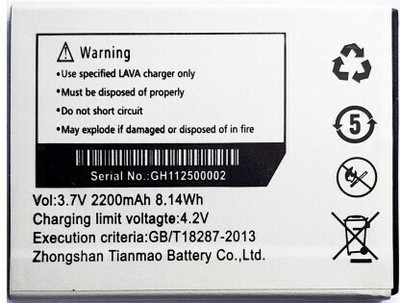 Warning
•Use specified LAVA charger only
•Must be disposed of properly
•Do not short circuit
•May explode if damaged or disposed of in fire
5
Serial No.:GH112500002
Vol:3.7V 2200mAh 8.14Wh
Charging limit voltagte:4.2V
Execution criteria:GB/T18287-2013
Zhongshan Tianmao Battery Co.,Ltd.